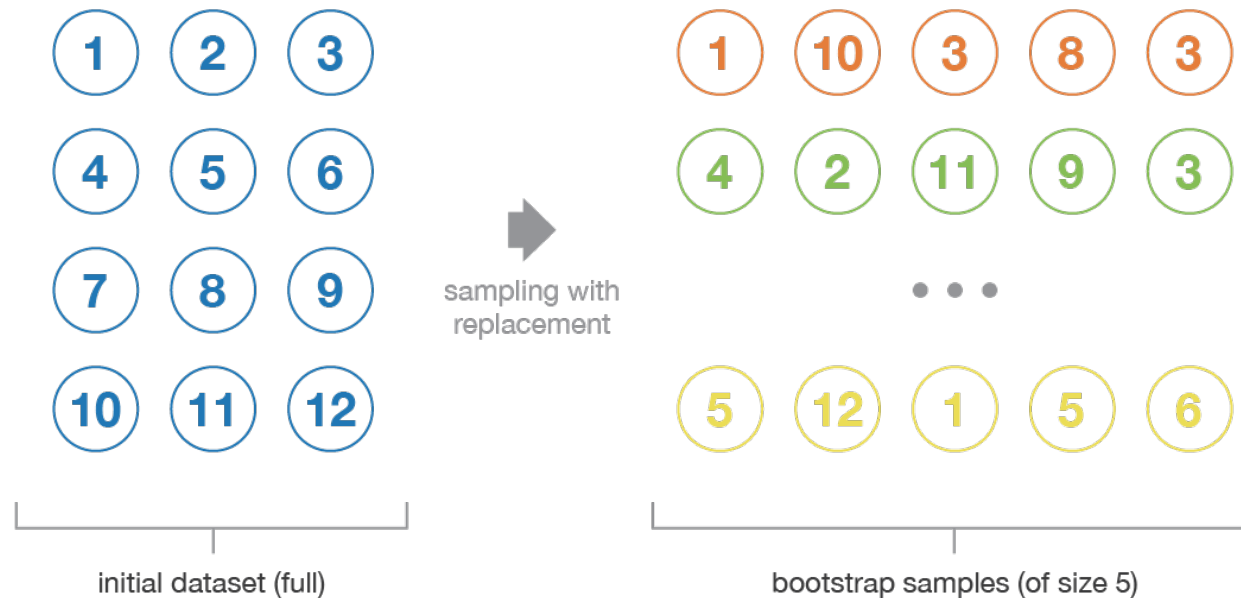 1 2 3
4 5 6
7 8 9
10 11 12
sampling with
replacement
1 10 3 8 3
4 2 11 9 3
5 12 1 5 6
initial dataset (full)
bootstrap samples (of size 5)